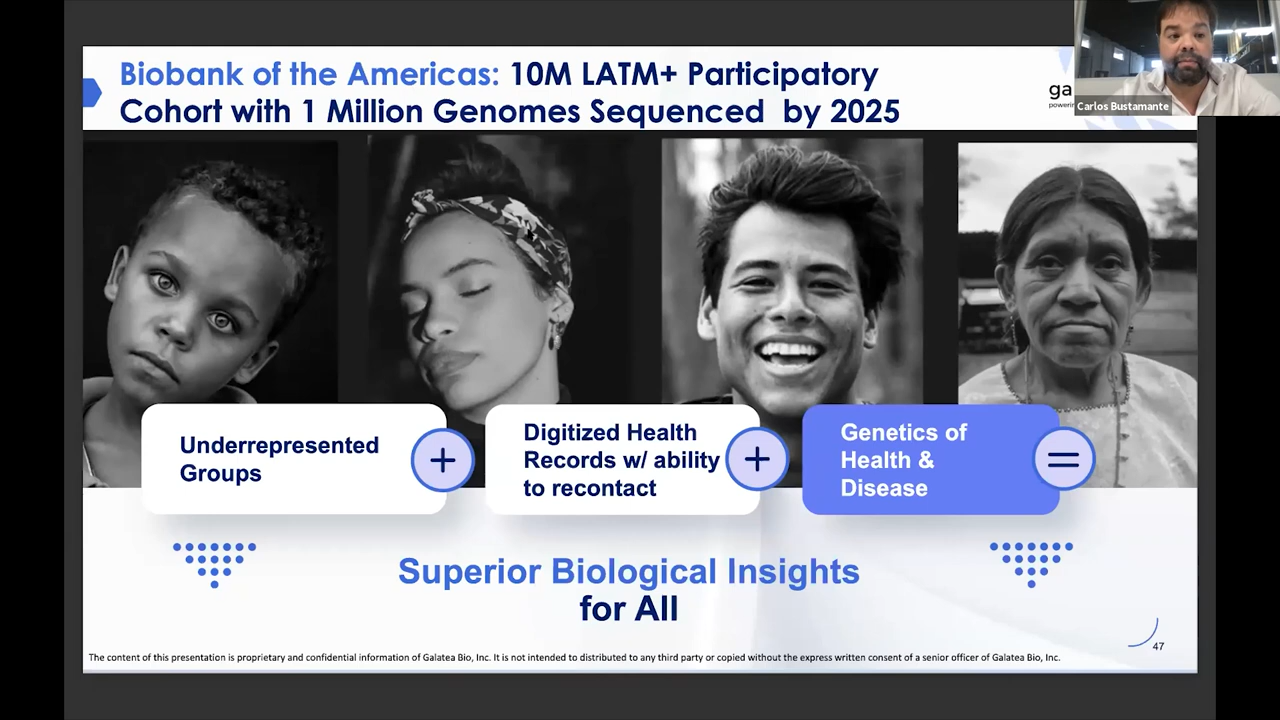 Biobank of the Americas: 10M LATM+ Participatory
Cohort with 1 Million Genomes Sequenced by 2025
ga
Carlos Bustamante
Underrepresented
Groups
+
Digitized Health
Records w/ ability
to recontact
+
Genetics of
Health &
Disease
=
Superior Biological Insights
for All
47
The content of this presentation is proprietary and confidential information of Galatea Bio, Inc. It is not intended to distributed to any third party or copied without the express written consent of a senior officer of Galatea Bio, Inc.